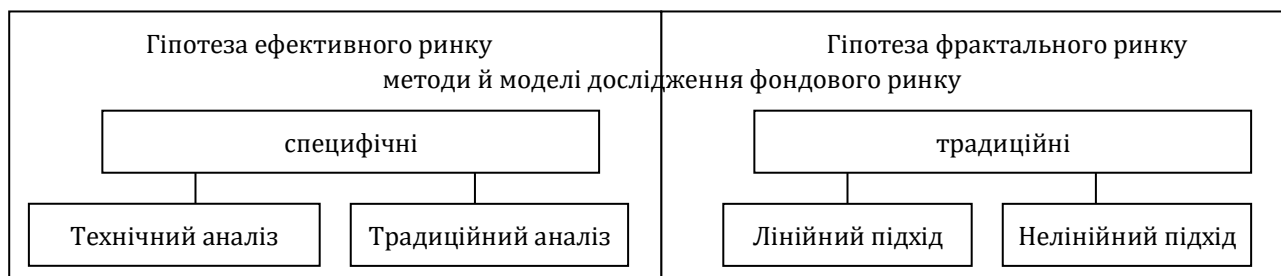 Гіпотеза ефективного ринку
Гіпотеза фрактального ринку
методи й моделі дослідження фондового ринку
специфічні
традиційні
Технічний аналіз
Традиційний аналіз
Лінійний підхід
Нелінійний підхід